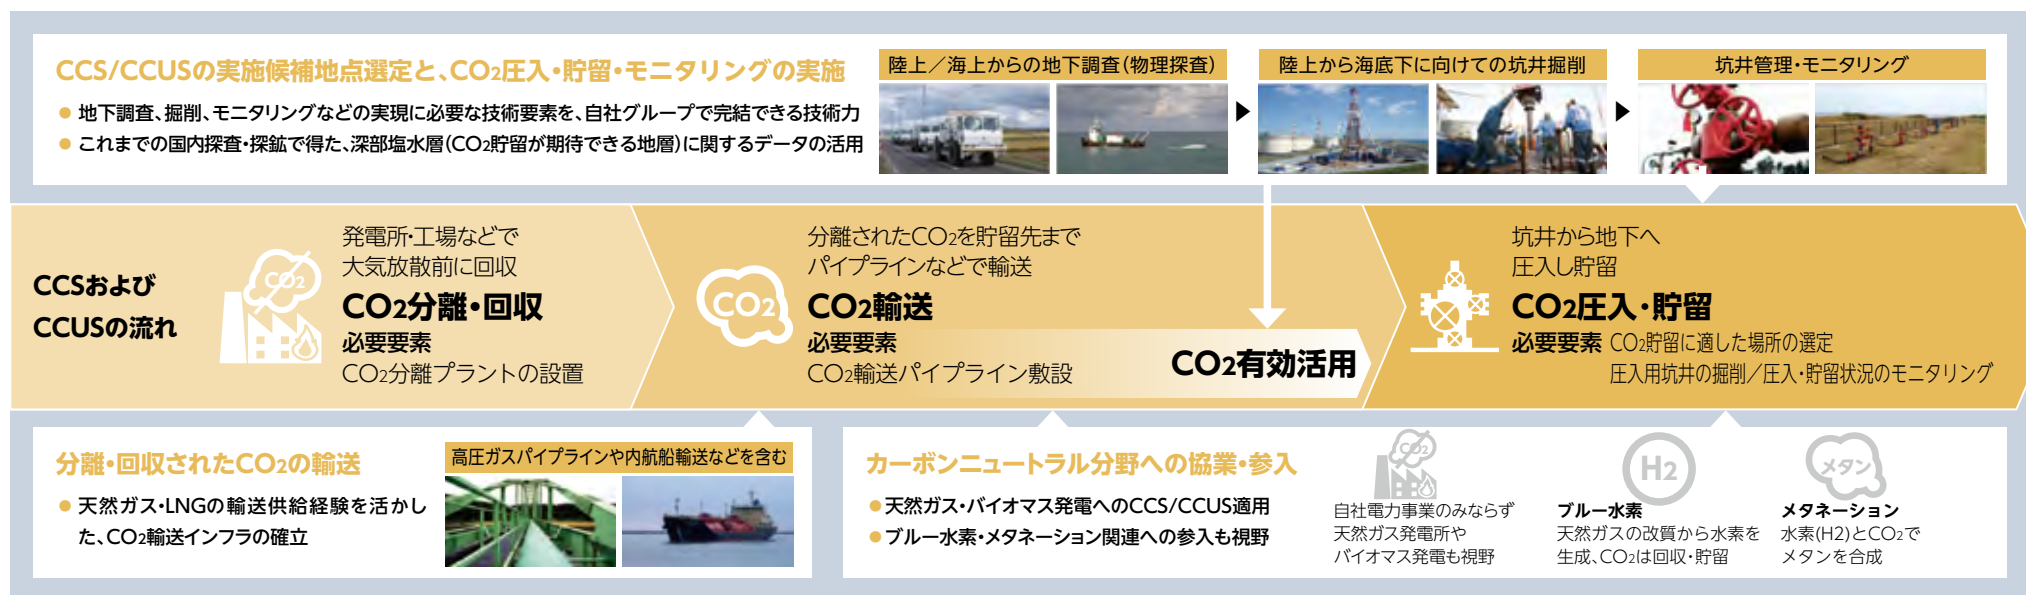 CCS/CCUSの実施候補地点選定と、CO2圧入・貯留・モニタリングの実施
● 地下調査、掘削、モニタリングなどの実現に必要な技術要素を、自社グループで完結できる技術力
● これまでの国内探査・探鉱で得た、深部塩水層（CO2貯留が期待できる地層）に関するデータの活用
陸上／海上からの地下調査（物理探査）
▶
陸上から海底下に向けての坑井掘削
▶
坑井管理・モニタリング
CCSおよび
CCUSの流れ
CO2
発電所・工場などで
大気放散前に回収
CO2分離・回収
必要要素
CO2分離プラントの設置
CO2
分離されたCO2を貯留先まで
パイプラインなどで輸送
CO2輸送
必要要素
CO2輸送パイプライン敷設
CO2有効活用
坑井から地下へ
圧入し貯留
CO2圧入・貯留
必要要素 CO2貯留に適した場所の選定
圧入用坑井の掘削／圧入・貯留状況のモニタリング
分離・回収されたCO2の輸送
● 天然ガス・LNGの輸送供給経験を活かし
た、CO2輸送インフラの確立
高圧ガスパイプラインや内航船輸送などを含む
カーボンニュートラル分野への協業・参入
● 天然ガス・バイオマス発電へのCCS/CCUS適用
● ブルー水素・メタネーション関連への参入も視野
CO2
自社電力事業のみならず
天然ガス発電所や
バイオマス発電も視野
H2
ブルー水素
天然ガスの改質から水素を
生成、CO2は回収・貯留
メタン
メタネーション
水素(H2)とCO2で
メタンを合成